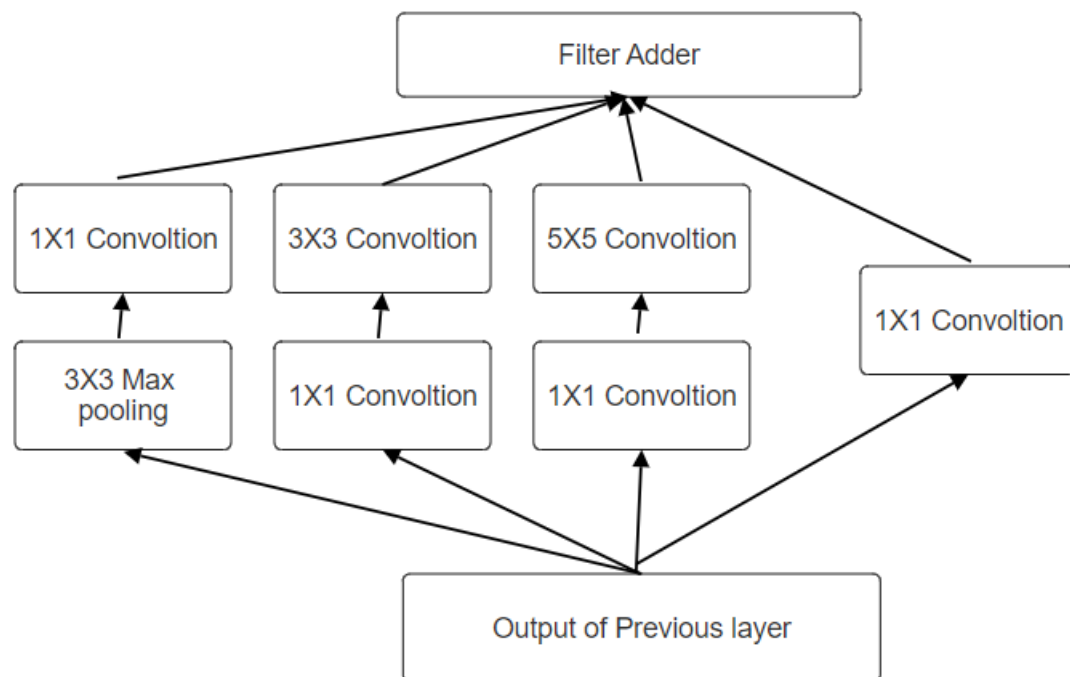 Filter Adder
1X1 Convoltion
3X3 Convoltion
5X5 Convoltion
1X1 Convoltion
3X3 Max
pooling
1X1 Convoltion
1X1 Convoltion
Output of Previous layer